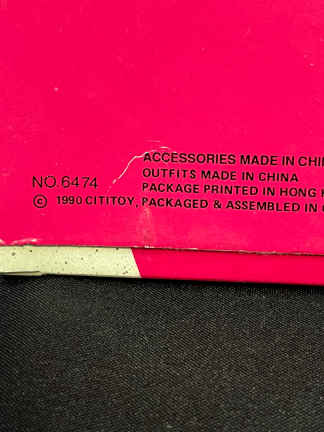 ACCESSORIES MADE IN
OUTFITS MADE IN CHINA
NO.6474
PACKAGE PRINTED IN HONG
© 1990 CITITOY, PACKAGED & ASSEMBLED IN